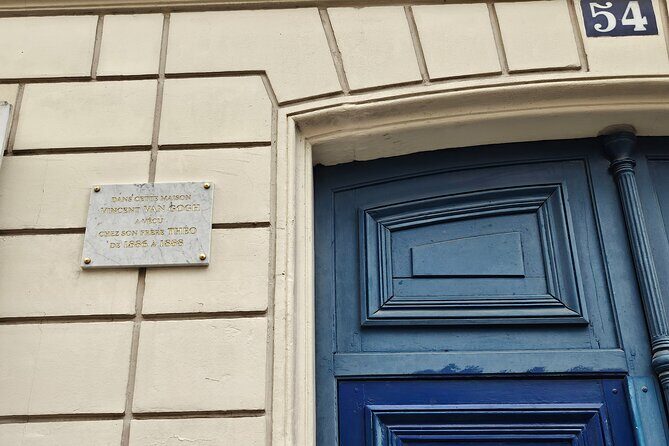 54
DANS CETTE MAISON
VINCENT VAN GOGH
A VÉCU
CHEZ SON FRÈRE THÉO
DE 1886 A 1888